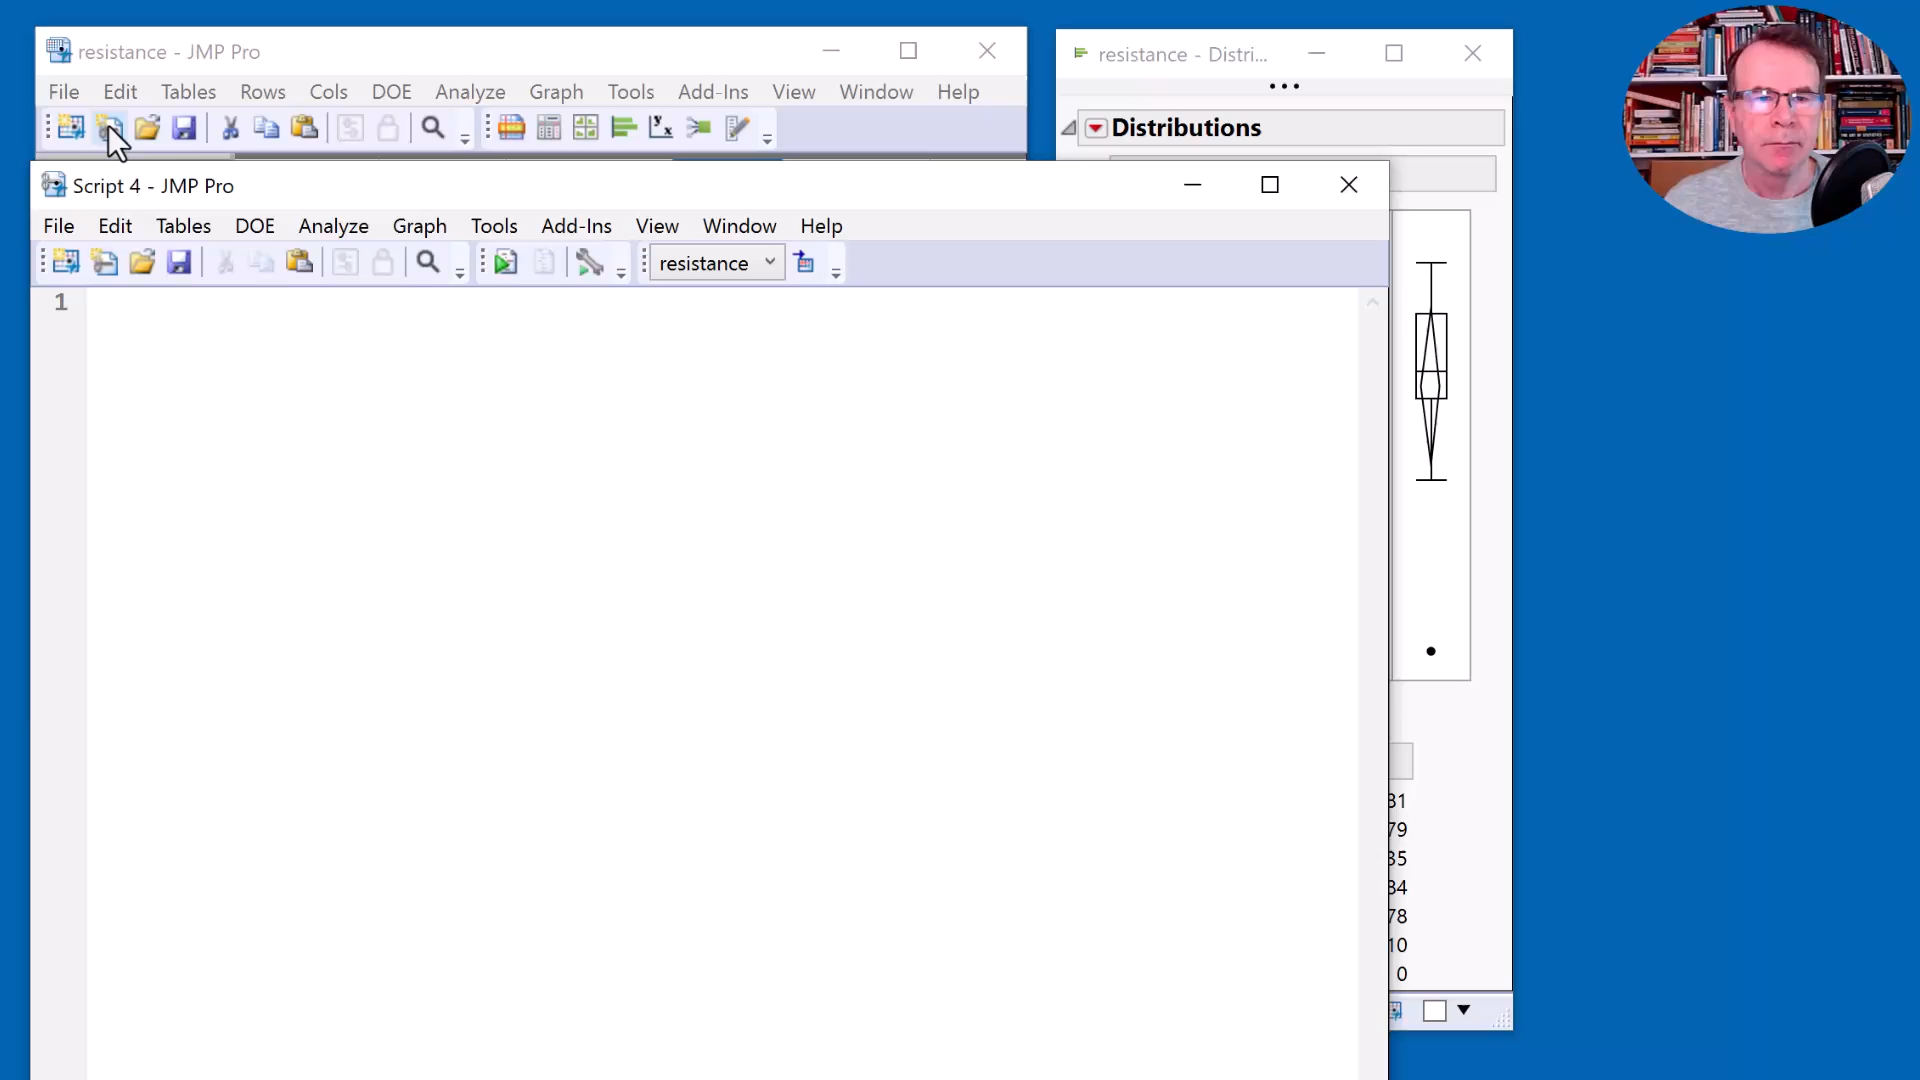 resistance - JMP Pro
File Edit Tables Rows Cols DOE Analyze Graph Tools Add-Ins View Window Help
resistance - Distri...
Distributions
Script 4 - JMP Pro
File Edit Tables DOE Analyze Graph Tools Add-Ins View Window Help
resistance
1
31
79
35
34
78
10
0